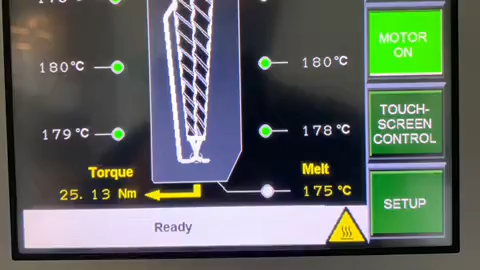 180°C
180°C
MOTOR
ON
179°C
178°C
TOUCH-
SCREEN
CONTROL
Torque
Melt
25.13 Nm
175°C
SETUP
Ready